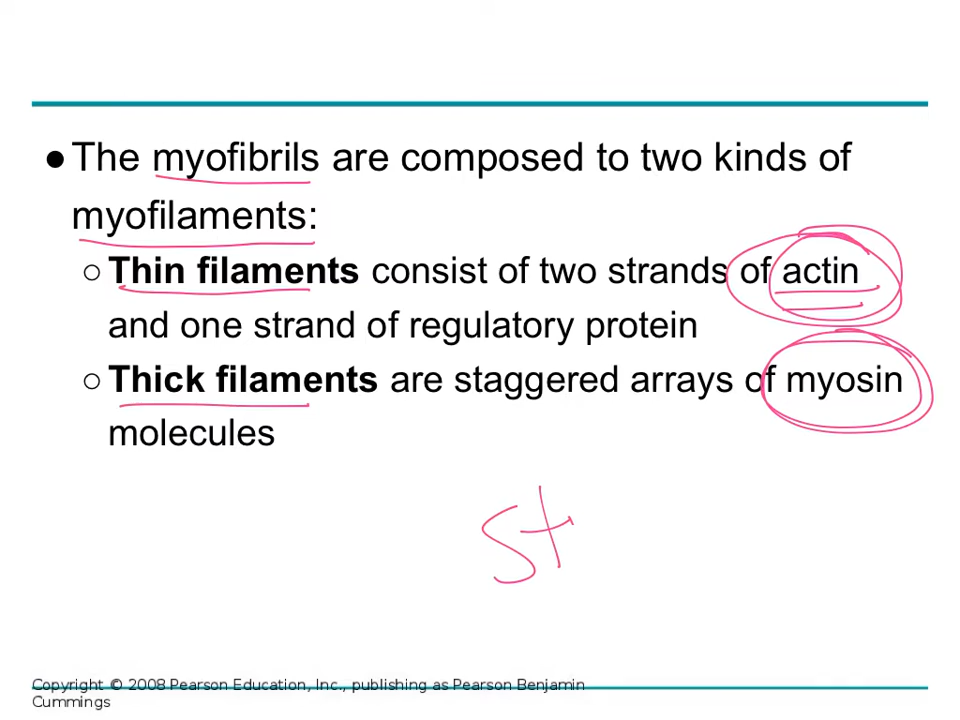 ●The myofibrils are composed to two kinds of
myofilaments:
○Thin filaments consist of two strands of actin
and one strand of regulatory protein
○Thick filaments are staggered arrays of myosin
molecules
st
Copyright © 2008 Pearson Education, Inc., publishing as Pearson Benjamin
Cummings